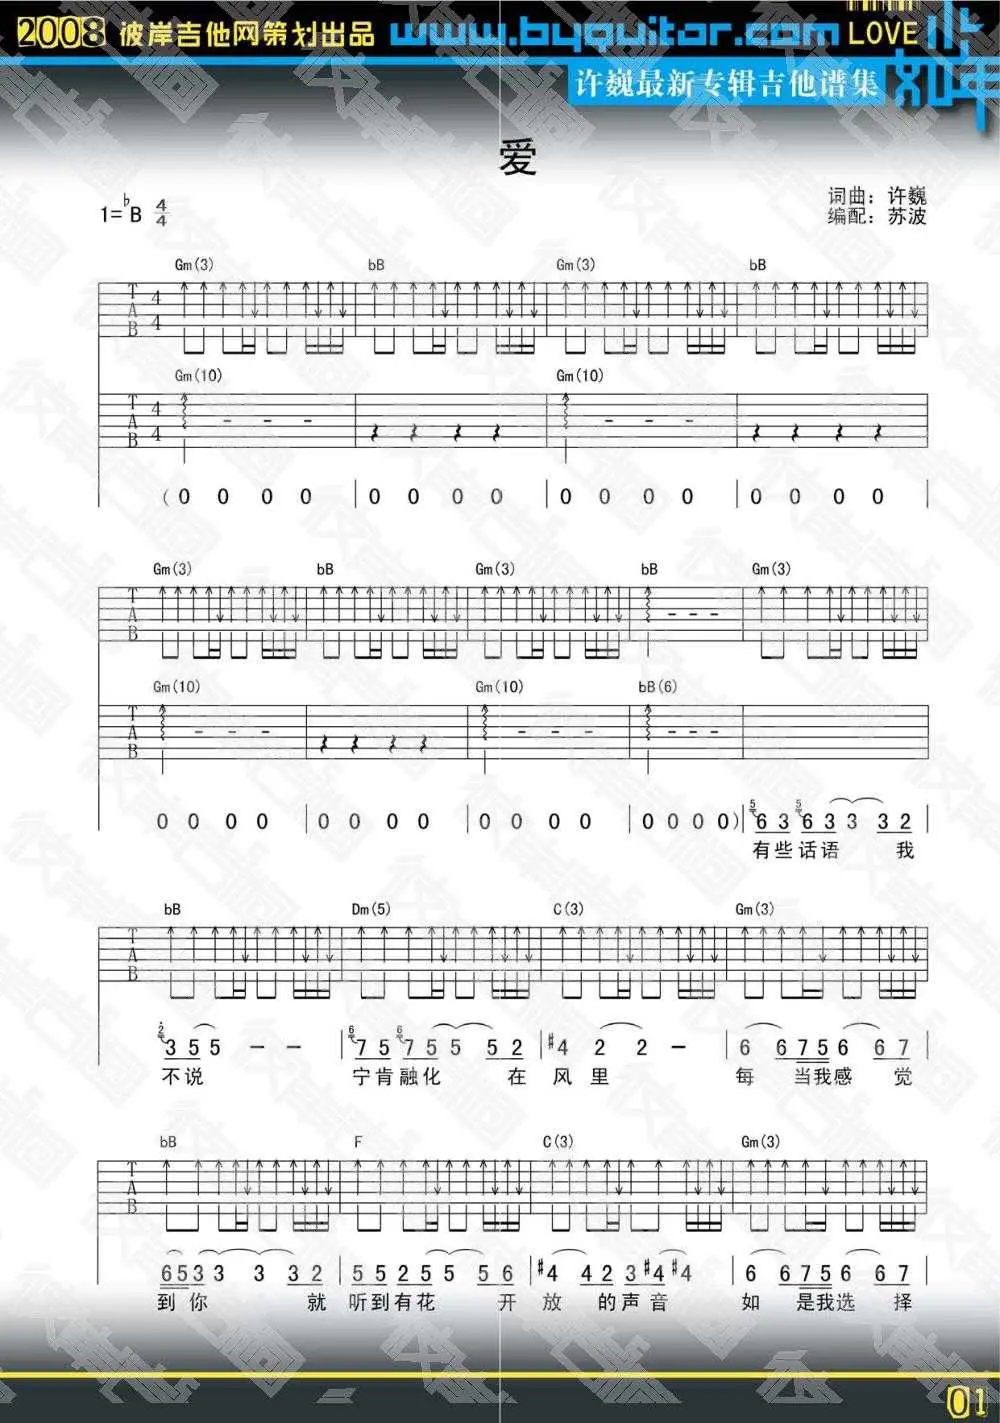 2008 彼岸吉他网策划出品 www.byguitar.com LOVE 爱如少年
许巍最新专辑吉他谱集
爱
1=♭B 4/4
词曲：许巍
编配：苏波
Gm(3) bB Gm(3) bB
T A B 4 4
Gm(10) Gm(10)
T A B 4 4
(0 0 0 0 | 0 0 0 0 | 0 0 0 0 | 0 0 0 0 |
Gm(3) bB Gm(3) bB Gm(3)
T A B
Gm(10) Gm(10) bB(6)
T A B
0 0 0 0 | 0 0 0 0 | 0 0 0 0 | 0 0 0 0) | 5 6 3 5 6 3 3 3 2
有些话语 我
bB Dm(5) C(3) Gm(3)
T A B
2 3 5 5 － － | 6 7 5 6 7 5 5 5 2 | #4 2 2 － | 6 6 7 5 6 6 7
不说 宁肯融化 在 风里 每 当我感 觉
bB F C(3) Gm(3)
T A B
6 5 3 3 3 3 2 | 5 5 2 5 5 5 6 | #4 4 2 3 #4 #4 | 6 6 7 5 6 6 7
到你 就 听到有花 开 放 的声音 如 是我选 择
01